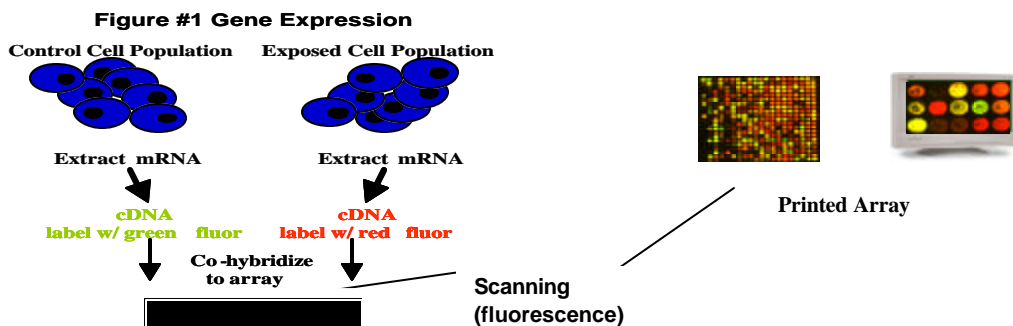 Figure #1 Gene Expression
Control Cell Population
Exposed Cell Population
Extract mRNA
Extract mRNA
cDNA
label w/ green fluor
cDNA
label w/ red fluor
Co-hybridize
to array
Scanning
(fluorescence)
Printed Array